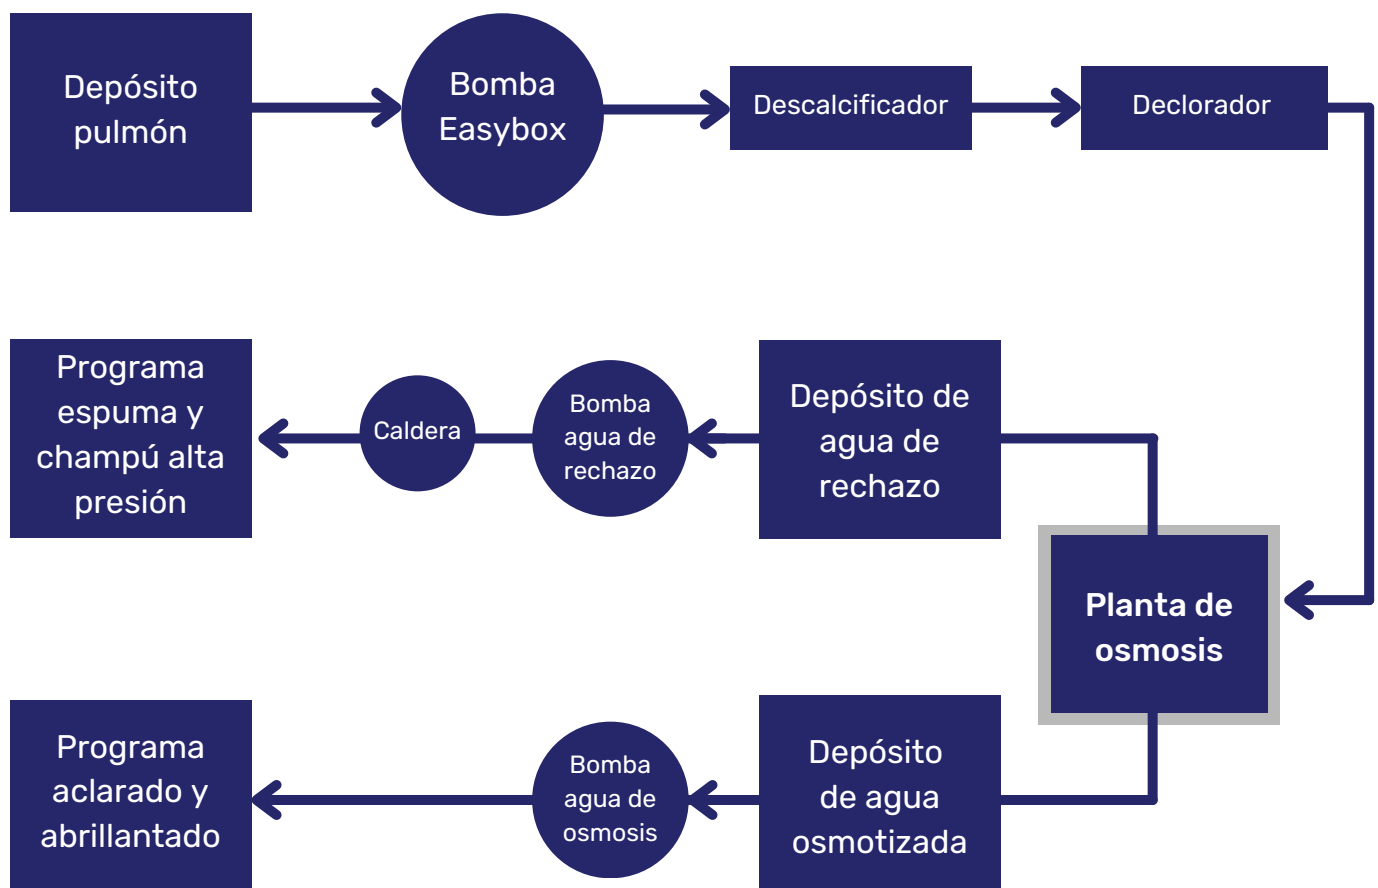 Depósito
pulmón
Bomba
Easybox
Descalcificador
Declorador
Programa
espuma y
champú alta
presión
Caldera
Bomba
agua de
rechazo
Depósito de
agua de
rechazo
Planta de
osmosis
Programa
aclarado y
abrillantado
Bomba
agua de
osmosis
Depósito
de agua
osmotizada